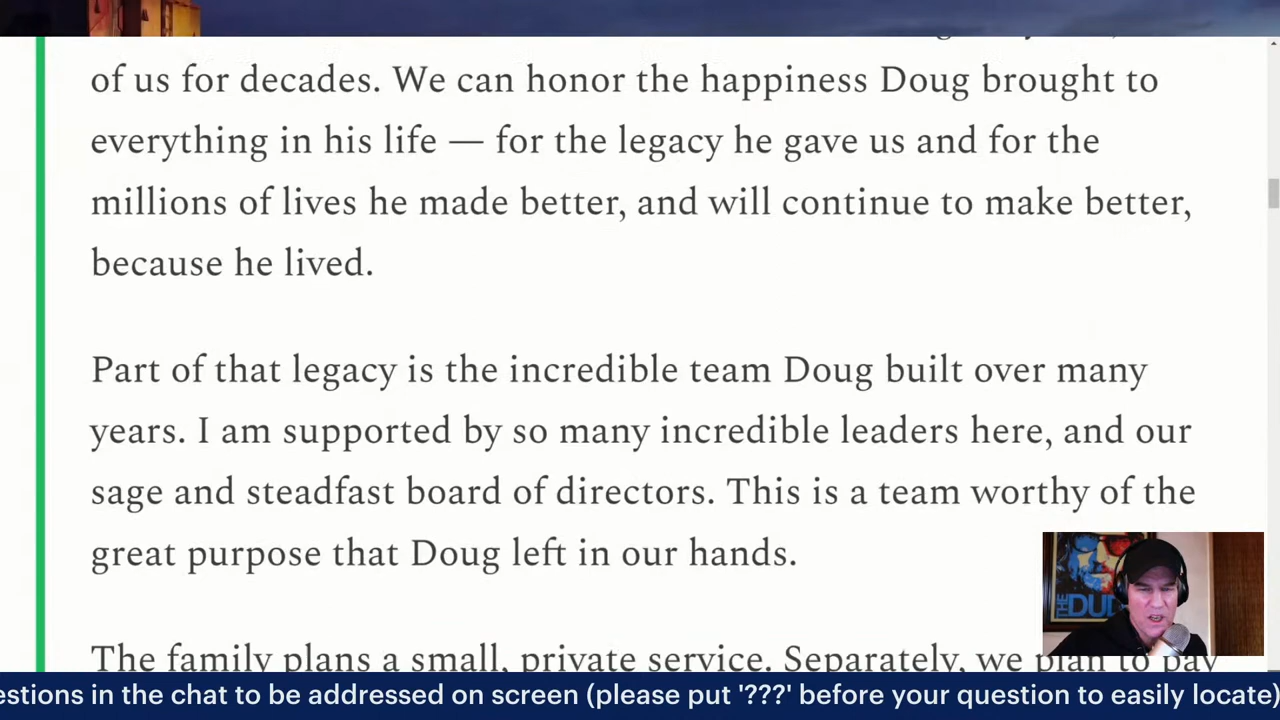 of us for decades. We can honor the happiness Doug brought to
everything in his life — for the legacy he gave us and for the
millions of lives he made better, and will continue to make better,
because he lived.
Part of that legacy is the incredible team Doug built over many
years. I am supported by so many incredible leaders here, and our
sage and steadfast board of directors. This is a team worthy of the
great purpose that Doug left in our hands.
The family plans a small, private service. Separately, we plan to pay
THE DUD
estions in the chat to be addressed on screen (please put '???' before your question to easily locate)